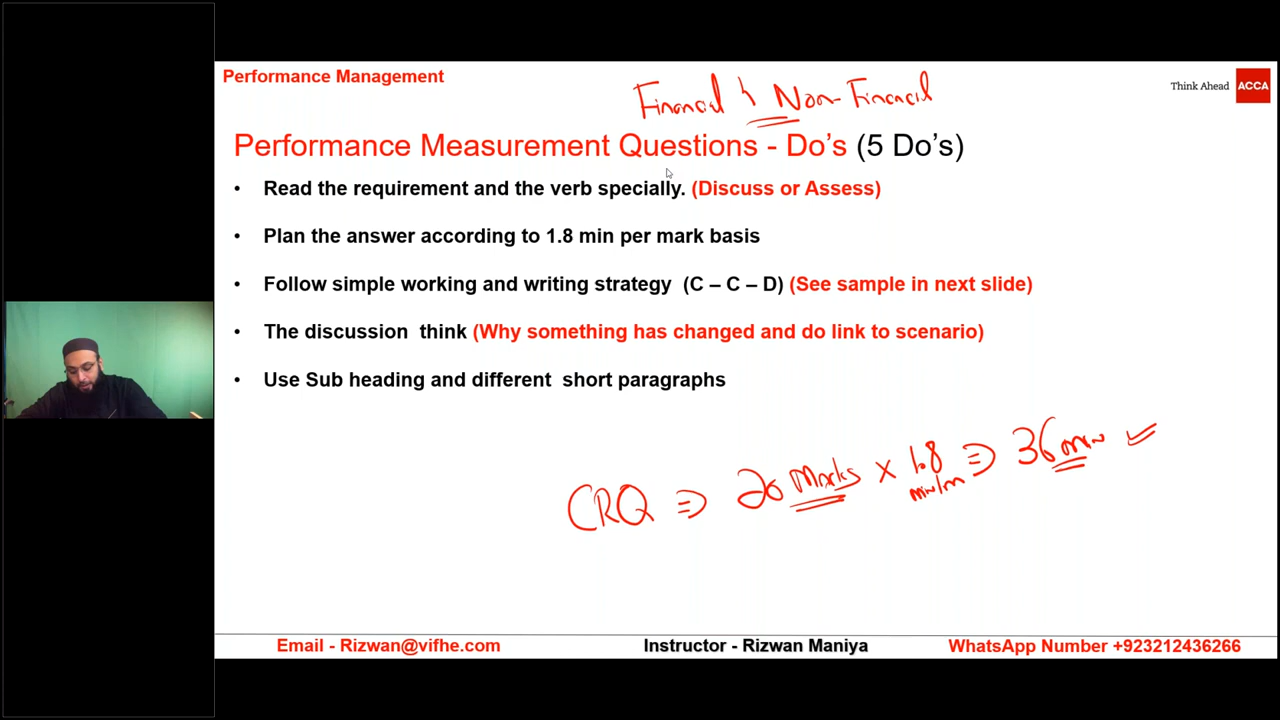 Performance Management
Financial & Non-Financial
Think Ahead ACCA
Performance Measurement Questions - Do's (5 Do's)
• Read the requirement and the verb specially. (Discuss or Assess)
• Plan the answer according to 1.8 min per mark basis
• Follow simple working and writing strategy (C – C – D) (See sample in next slide)
• The discussion think (Why something has changed and do link to scenario)
• Use Sub heading and different short paragraphs
CRQ ⇒ 20 Marks × 1.8 min/m ⇒ 36 min ✓
Email - Rizwan@vifhe.com Instructor - Rizwan Maniya WhatsApp Number +923212436266